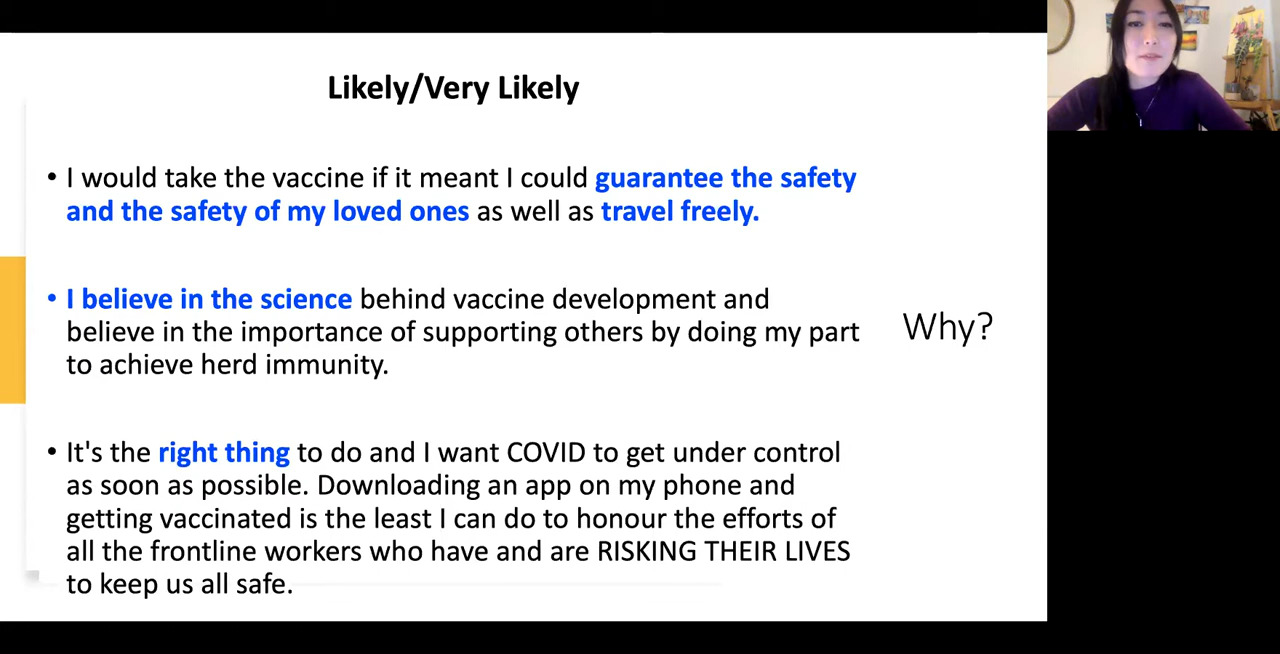 Likely/Very Likely
• I would take the vaccine if it meant I could guarantee the safety
and the safety of my loved ones as well as travel freely.
• I believe in the science behind vaccine development and
believe in the importance of supporting others by doing my part
to achieve herd immunity.
Why?
• It's the right thing to do and I want COVID to get under control
as soon as possible. Downloading an app on my phone and
getting vaccinated is the least I can do to honour the efforts of
all the frontline workers who have and are RISKING THEIR LIVES
to keep us all safe.